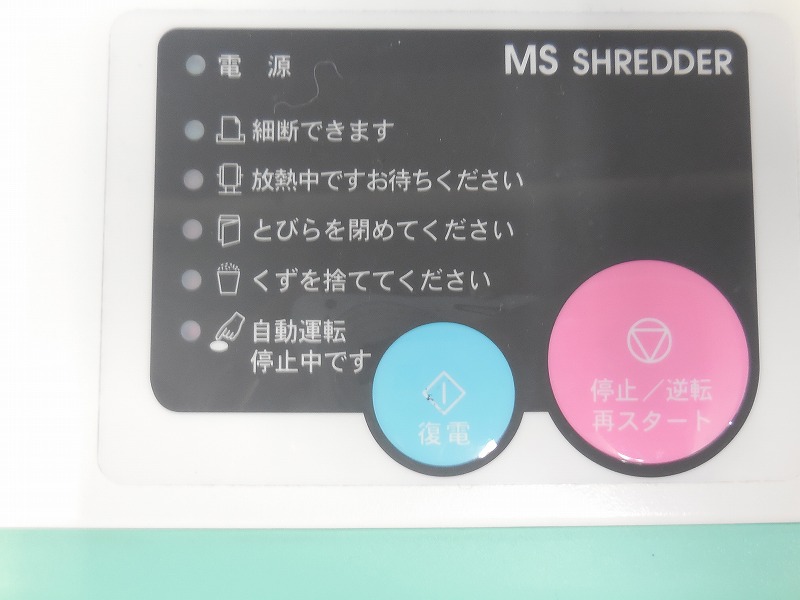 電源
MS SHREDDER
細断できます
放熱中ですお待ちください
とびらを閉めてください
くずを捨ててください
自動運転
停止中です
復電
停止／逆転
再スタート